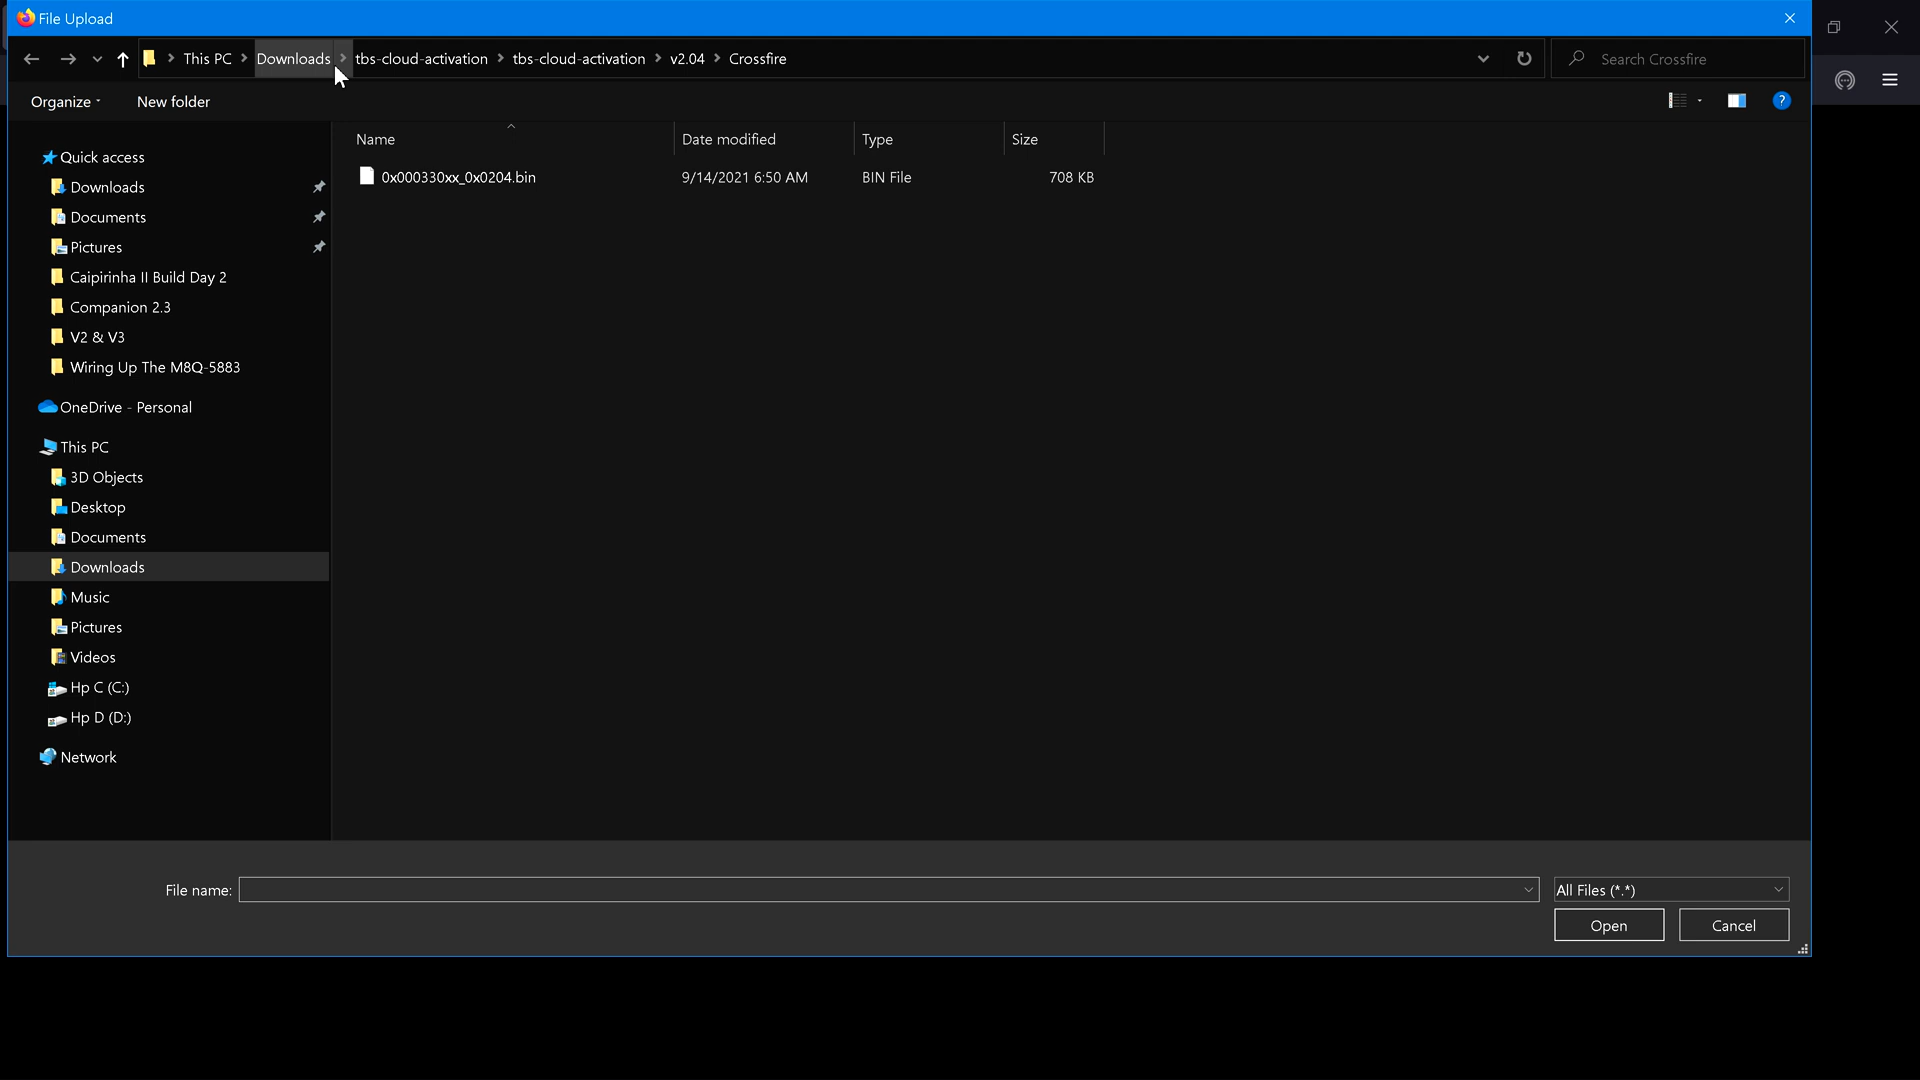 File Upload
This PC > Downloads > tbs-cloud-activation > tbs-cloud-activation > v2.04 > Crossfire
Search Crossfire
Organize
New folder
?
Name
Date modified
Type
Size
0x000330xx_0x0204.bin
9/14/2021 6:50 AM
BIN File
708 KB
Quick access
Downloads
Documents
Pictures
Caipirinha II Build Day 2
Companion 2.3
V2 & V3
Wiring Up The M8Q-5883
OneDrive - Personal
This PC
3D Objects
Desktop
Documents
Downloads
Music
Pictures
Videos
Hp C (C:)
Hp D (D:)
Network
File name:
All Files (*.*)
Open
Cancel